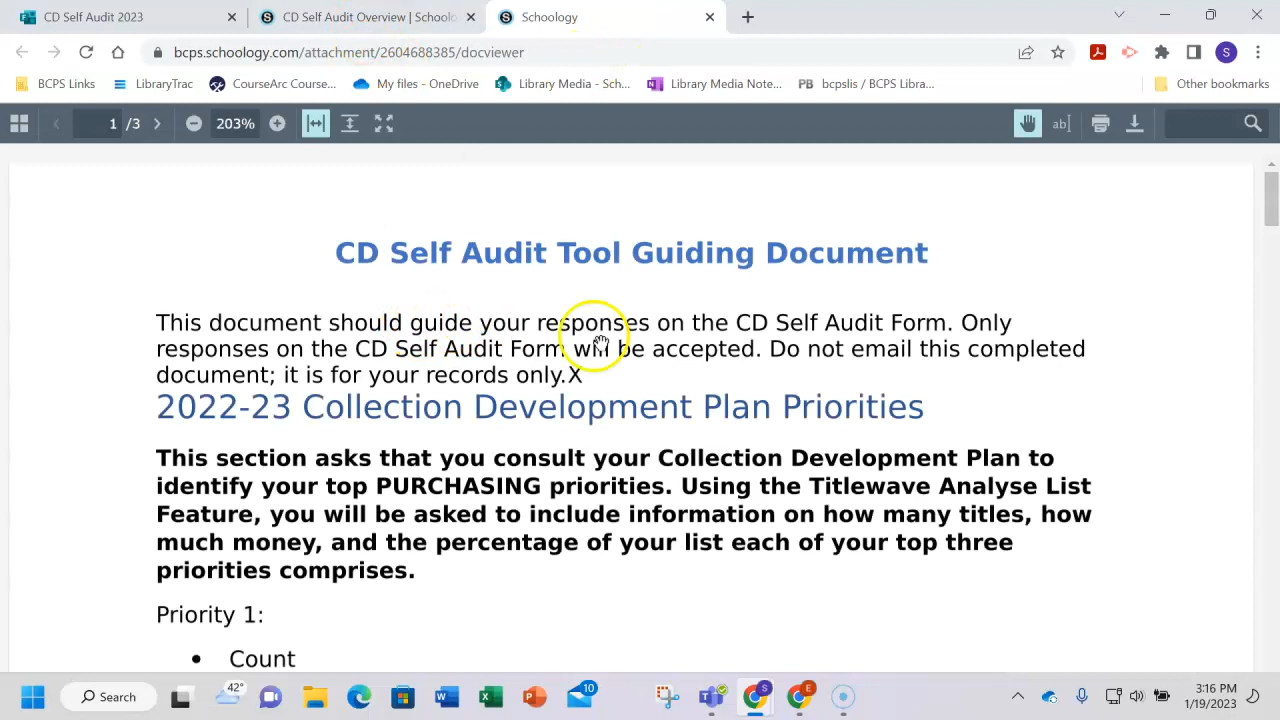 CD Self Audit 2023
CD Self Audit Overview | Schoolo
Schoology
bcps.schoology.com/attachment/2604688385/docviewer
BCPS Links
LibraryTrac
CourseArc Course...
My files - OneDrive
Library Media - Sch...
Library Media Note...
PB bcpslis / BCPS Libra...
Other bookmarks
1 /3
203%
ab
CD Self Audit Tool Guiding Document
This document should guide your responses on the CD Self Audit Form. Only
responses on the CD Self Audit Form will be accepted. Do not email this completed
document; it is for your records only.X
2022-23 Collection Development Plan Priorities
This section asks that you consult your Collection Development Plan to
identify your top PURCHASING priorities. Using the Titlewave Analyse List
Feature, you will be asked to include information on how many titles, how
much money, and the percentage of your list each of your top three
priorities comprises.
Priority 1:
• Count
Search
42°
10
3:16 PM
1/19/2023